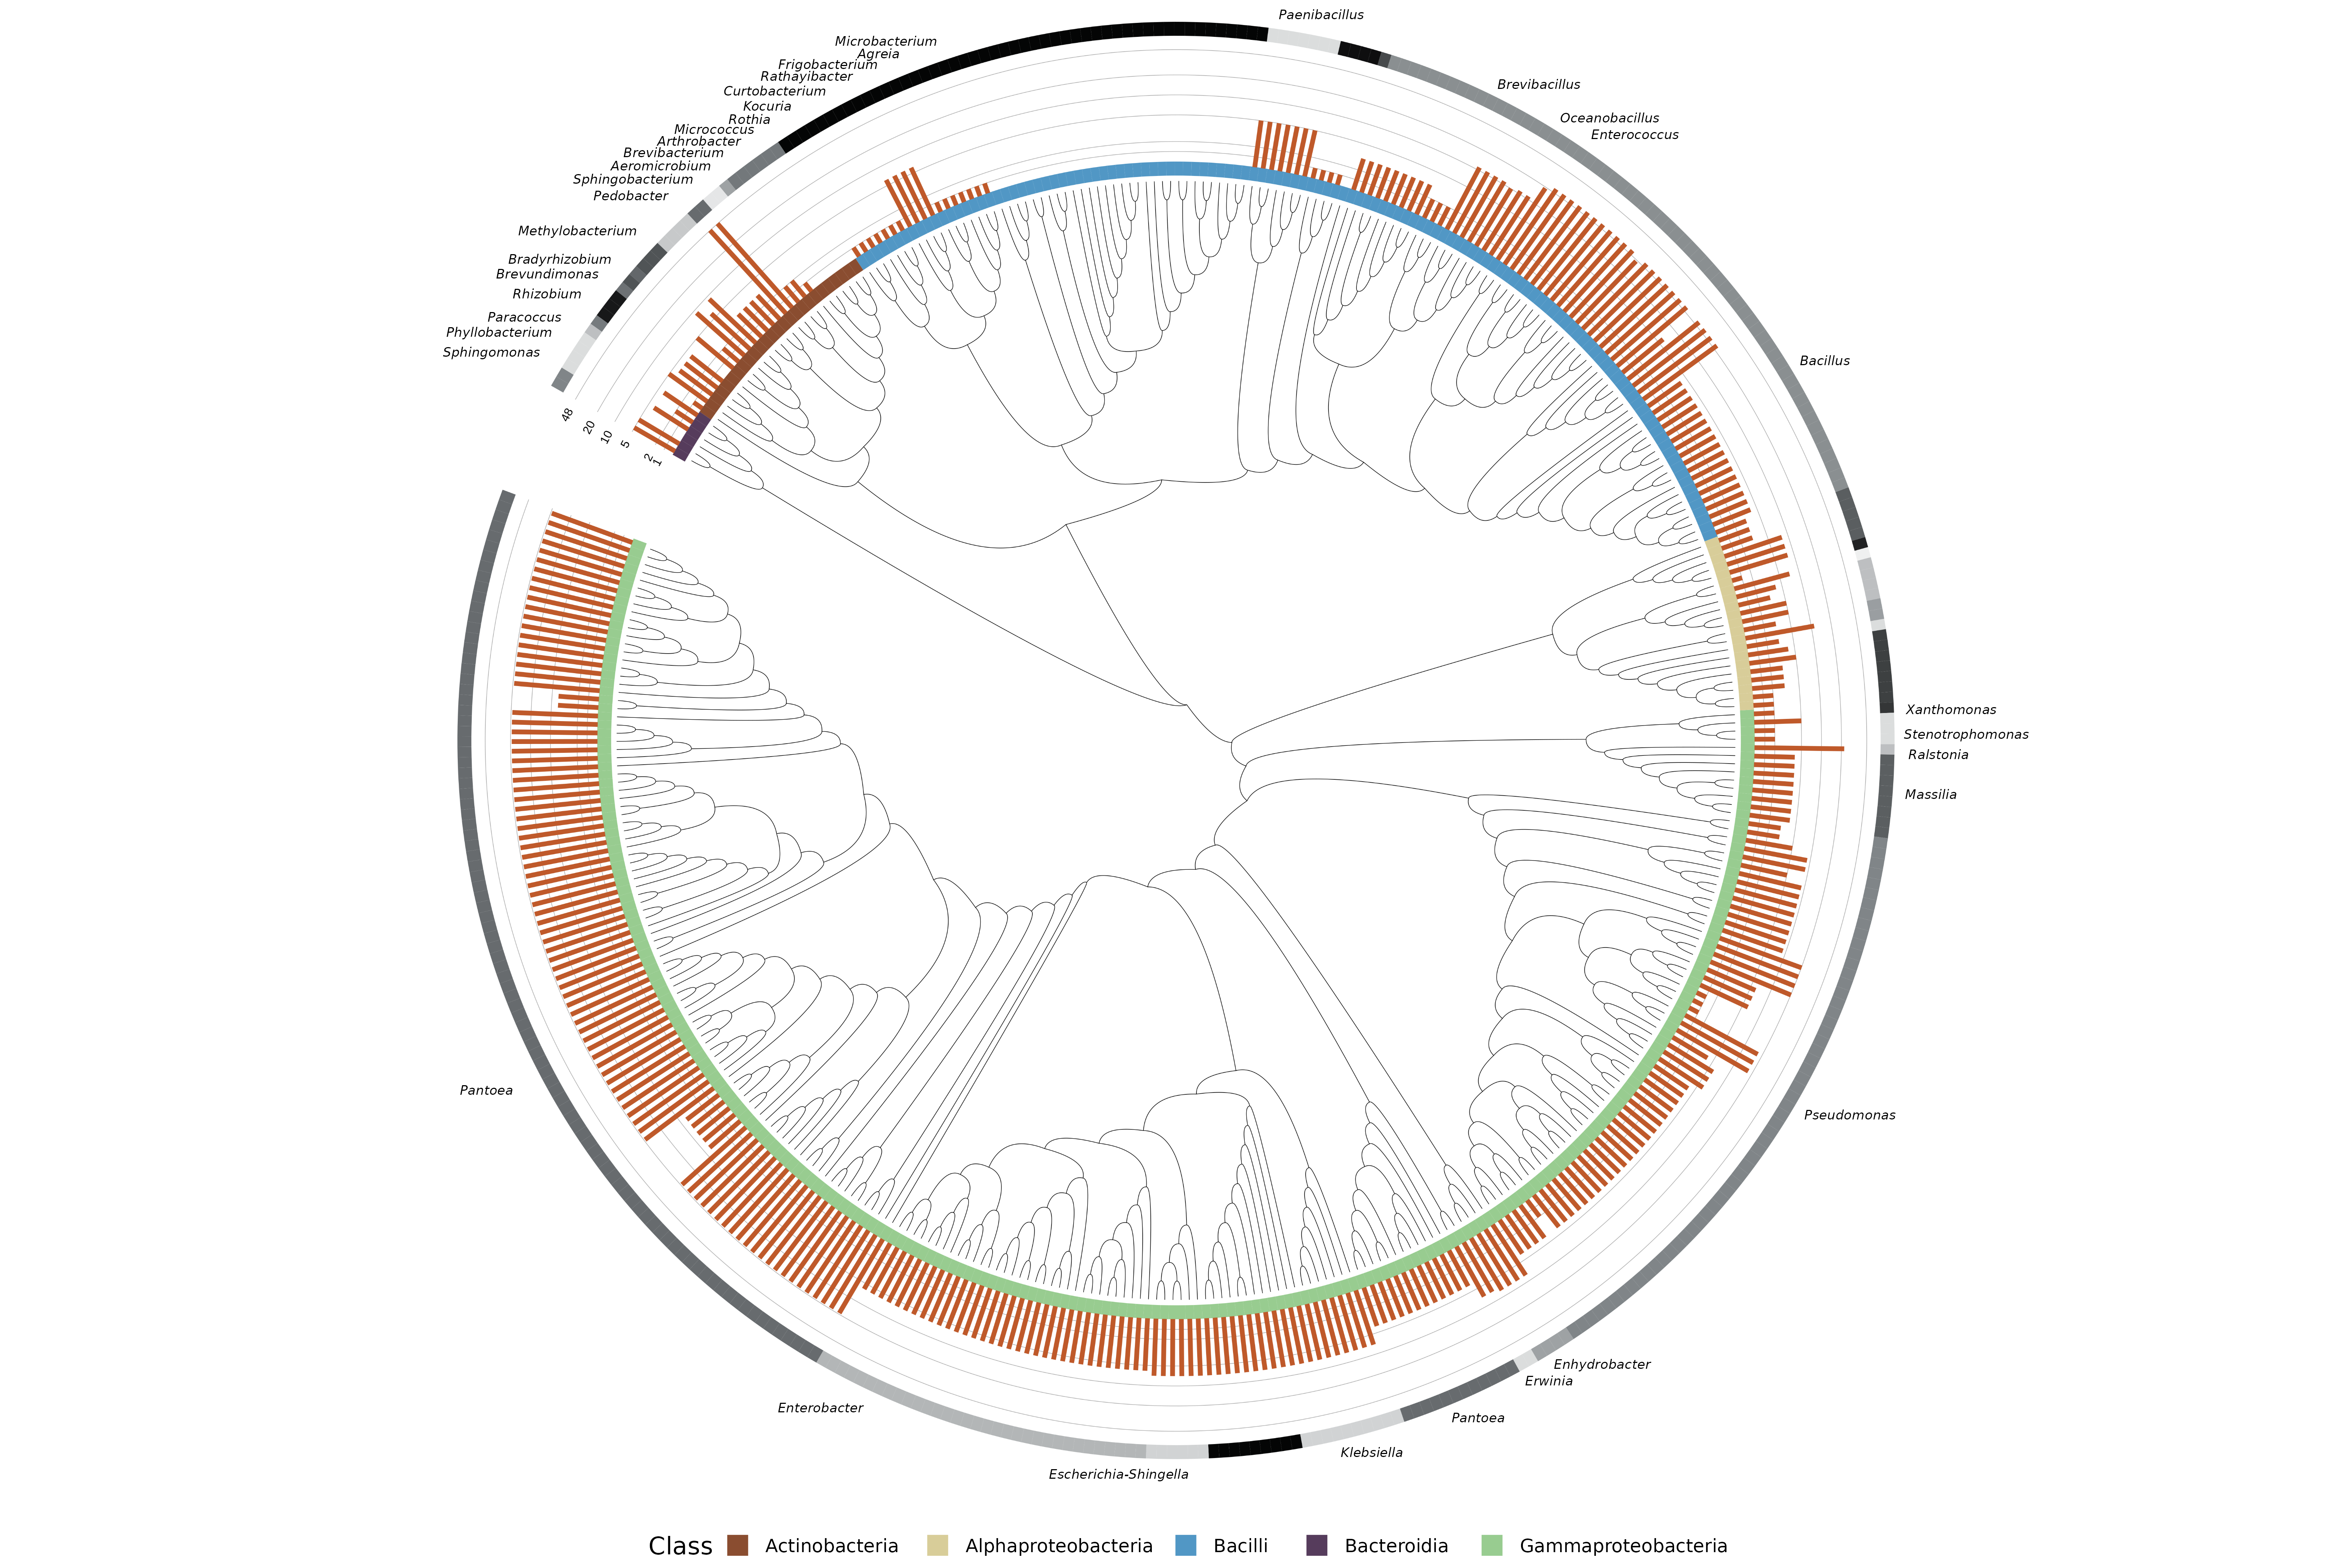 Paenibacillus
Microbacterium
Agreia
Frigobacterium
Rathayibacter
Curtobacterium
Kocuria
Rothia
Micrococcus
Arthrobacter
Brevibacterium
Aeromicrobium
Sphingobacterium
Pedobacter
Methylobacterium
Bradyrhizobium
Brevundimonas
Rhizobium
Paracoccus
Phyllobacterium
Sphingomonas
48
20
10
5
2
1
Brevibacillus
Oceanobacillus
Enterococcus
Bacillus
Xanthomonas
Stenotrophomonas
Ralstonia
Massilia
Pantoea
Pseudomonas
Enhydrobacter
Erwinia
Enterobacter
Pantoea
Klebsiella
Escherichia-Shingella
Class Actinobacteria Alphaproteobacteria Bacilli Bacteroidia Gammaproteobacteria